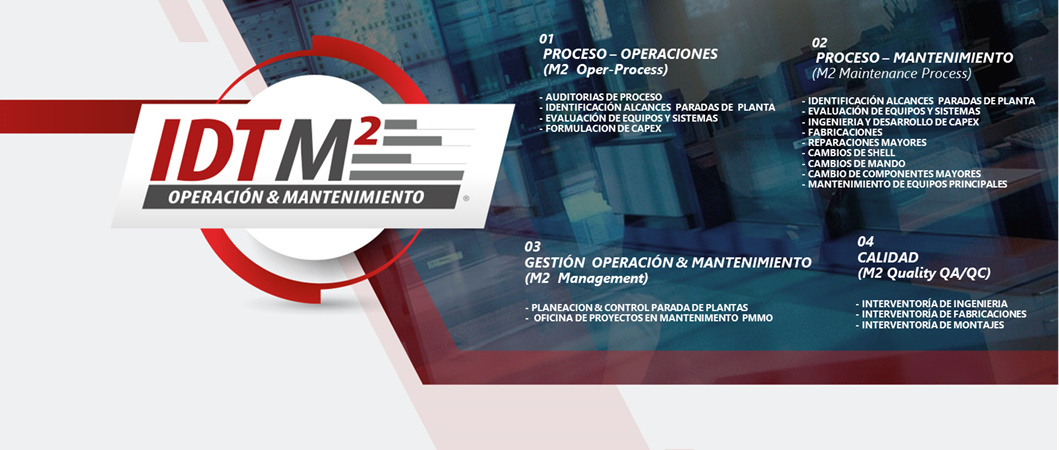 IDTM2
OPERACIÓN & MANTENIMIENTO
®
01
PROCESO – OPERACIONES
(M2 Oper-Process)
- AUDITORIAS DE PROCESO
- IDENTIFICACIÓN ALCANCES PARADAS DE PLANTA
- EVALUACIÓN DE EQUIPOS Y SISTEMAS
- FORMULACION DE CAPEX
02
PROCESO – MANTENIMIENTO
(M2 Maintenance Process)
- IDENTIFICACIÓN ALCANCES PARADAS DE PLANTA
- EVALUACIÓN DE EQUIPOS Y SISTEMAS
- INGENIERIA Y DESARROLLO DE CAPEX
- FABRICACIONES
- REPARACIONES MAYORES
- CAMBIOS DE SHELL
- CAMBIOS DE MANDO
- CAMBIO DE COMPONENTES MAYORES
- MANTENIMIENTO DE EQUIPOS PRINCIPALES
03
GESTIÓN OPERACIÓN & MANTENIMIENTO
(M2 Management)
- PLANEACION & CONTROL PARADA DE PLANTAS
- OFICINA DE PROYECTOS EN MANTENIMENTO PMMO
04
CALIDAD
(M2 Quality QA/QC)
- INTERVENTORÍA DE INGENIERIA
- INTERVENTORÍA DE FABRICACIONES
- INTERVENTORÍA DE MONTAJES